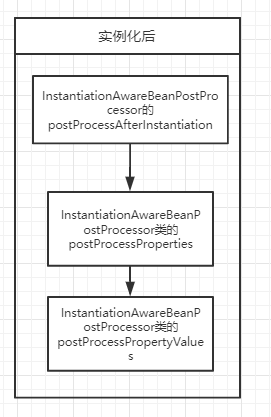 实例化后
InstantiationAwareBeanPostPro
cessor的
postProcessAfterInstantiation
InstantiationAwareBeanP
ostProcessor类的
postProcessProperties
InstantiationAwareBeanP
ostProcessor类的
postProcessPropertyValue
s